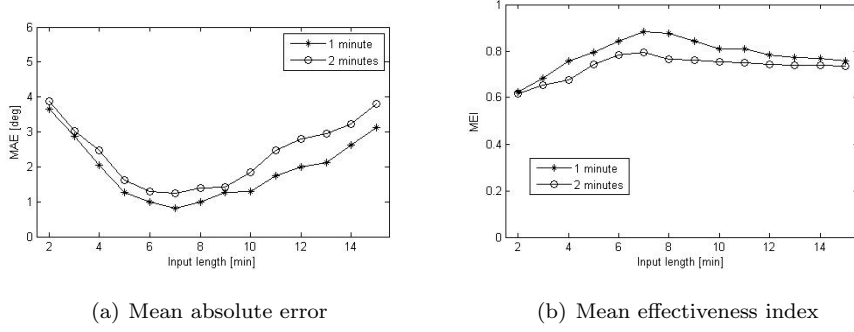 6
5
4
3
2
1
0
MAE [deg]
1 minute
2 minutes
2 4 6 8 10 12 14
Input length [min]
(a) Mean absolute error
1
0.8
0.6
0.4
0.2
0
MEI
1 minute
2 minutes
2 4 6 8 10 12 14
Input length [min]
(b) Mean effectiveness index